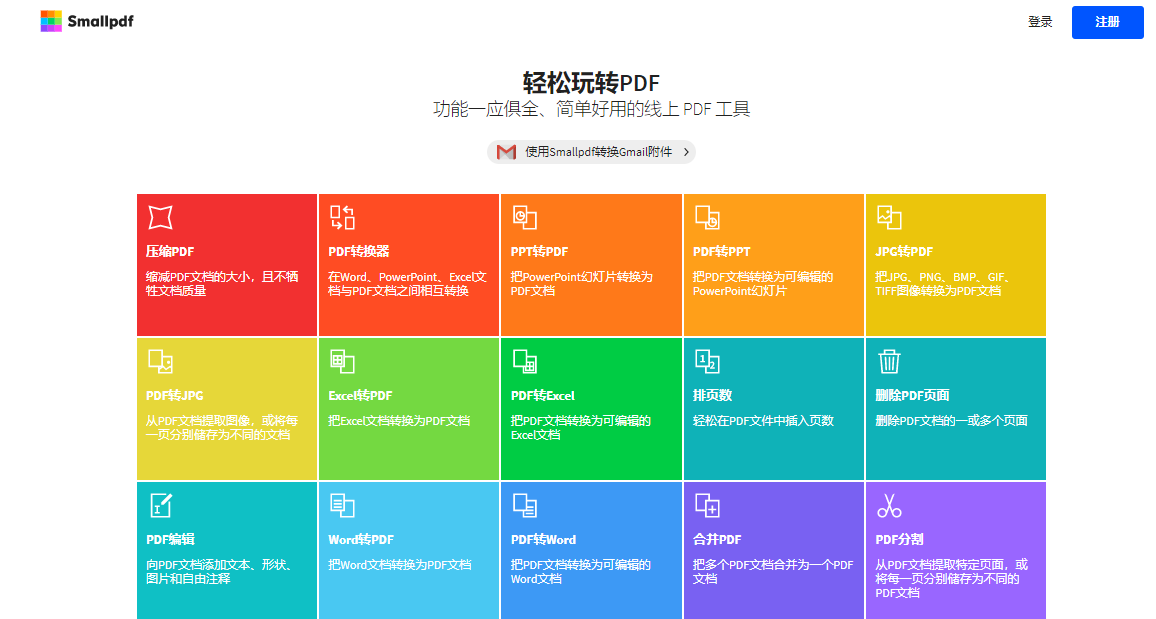 Smallpdf
登录
注册
轻松玩转PDF
功能一应俱全、简单好用的线上 PDF 工具
使用Smallpdf转换Gmail附件
压缩PDF
缩减PDF文档的大小，且不牺
牲文档质量
PDF转换器
在Word、PowerPoint、Excel文
档与PDF文档之间相互转换
PPT转PDF
把PowerPoint幻灯片转换为
PDF文档
PDF转PPT
把PDF文档转换为可编辑的
PowerPoint幻灯片
JPG转PDF
把JPG、PNG、BMP、GIF、
TIFF图像转换为PDF文档
PDF转JPG
从PDF文档提取图像，或将每
一页分别储存为不同的文档
Excel转PDF
把Excel文档转换为PDF文档
PDF转Excel
把PDF文档转换为可编辑的
Excel文档
1
2
排页数
轻松在PDF文件中插入页数
删除PDF页面
删除PDF文档的一或多个页面
PDF编辑
向PDF文档添加文本、形状、
图片和自由注释
Word转PDF
把Word文档转换为PDF文档
PDF转Word
把PDF文档转换为可编辑的
Word文档
合并PDF
把多个PDF文档合并为一个PDF
文档
PDF分割
从PDF文档提取特定页面，或
将每一页分别储存为不同的
PDF文档